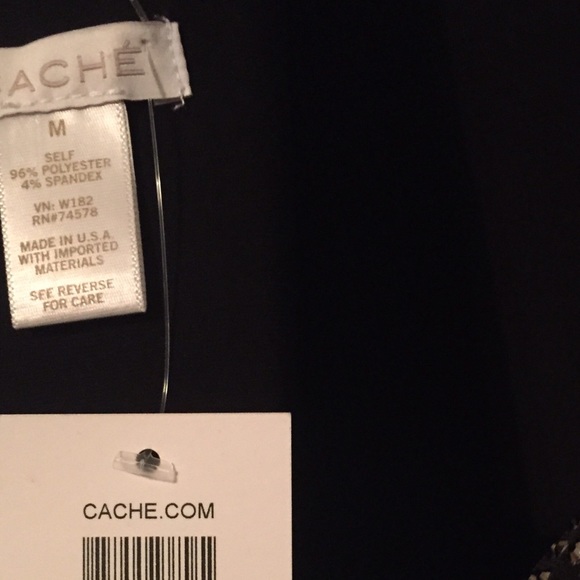 CACHÉ
M
SELF
96% POLYESTER
4% SPANDEX
VN: W182
RN#74578
MADE IN U.S.A.
WITH IMPORTED
MATERIALS
SEE REVERSE
FOR CARE
CACHE.COM